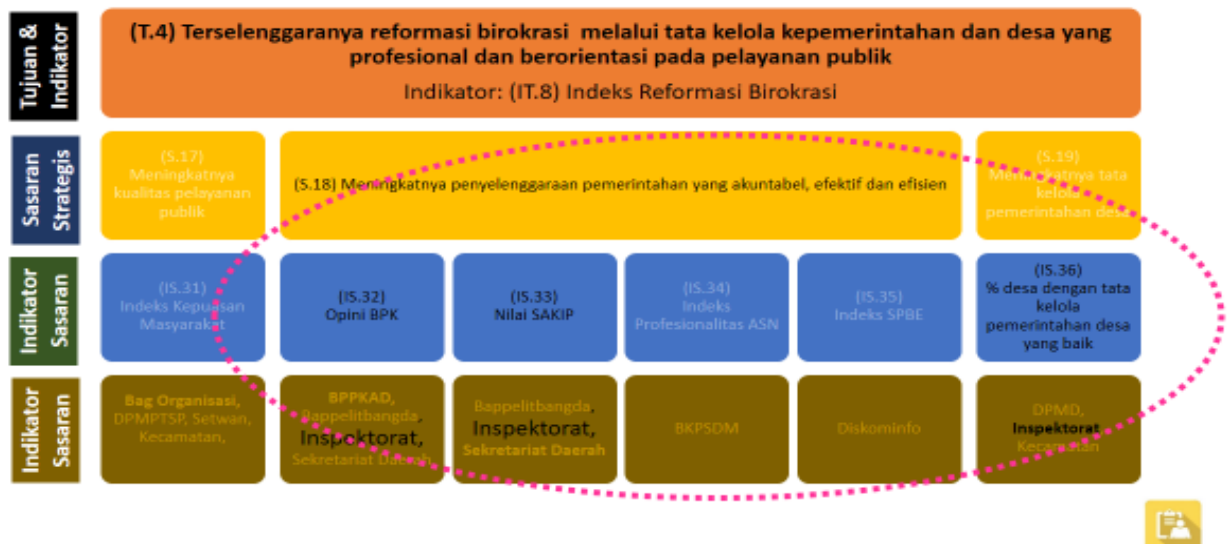 Tujuan &
Indikator
(T.4) Terselenggaranya reformasi birokrasi melalui tata kelola kepemerintahan dan desa yang
profesional dan berorientasi pada pelayanan publik
Indikator: (IT.8) Indeks Reformasi Birokrasi
Sasaran
Strategis
(S.17)
Meningkatnya
kualitas pelayanan
publik
(S.18) Meningkatnya penyelenggaraan pemerintahan yang akuntabel, efektif dan efisien
(S.19)
Meningkatnya tata
kelola
pemerintahan desa
Indikator
Sasaran
(IS.31)
Indeks Kepuasan
Masyarakat
(IS.32)
Opini BPK
(IS.33)
Nilai SAKIP
(IS.34)
Indeks
Profesionalitas ASN
(IS.35)
Indeks SPBE
(IS.36)
% desa dengan tata
kelola
pemerintahan desa
yang baik
Indikator
Sasaran
Bag Organisasi,
DPMPTSP, Setwan,
Kecamatan,
BPPKAD,
Bappelitbangda,
Inspektorat,
Sekretariat Daerah
Bappelitbangda,
Inspektorat,
Sekretariat Daerah
BKPSDM
Diskominfo
DPMD,
Inspektorat
Kecamatan